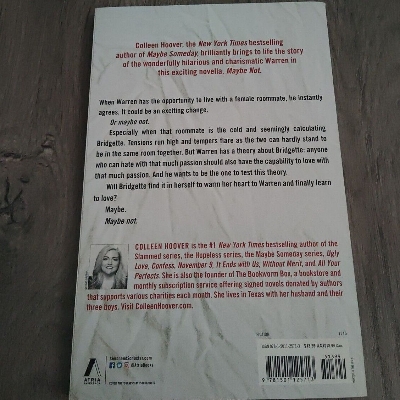 Colleen Hoover, the New York Times bestselling
author of Maybe Someday, brilliantly brings to life the story
of the wonderfully hilarious and charismatic Warren in
this exciting novella, Maybe Not.
When Warren has the opportunity to live with a female roommate, he instantly
agrees. It could be an exciting change.
Or maybe not.
Especially when that roommate is the cold and seemingly calculating
Bridgette. Tensions run high and tempers flare as the two can hardly stand to
be in the same room together. But Warren has a theory about Bridgette: anyone
who can hate with that much passion should also have the capability to love with
that much passion. And he wants to be the one to test this theory.
Will Bridgette find it in herself to warm her heart to Warren and finally learn
to love?
Maybe.
Maybe not.
COLLEEN HOOVER is the #1 New York Times bestselling author of the
Slammed series, the Hopeless series, the Maybe Someday series, Ugly
Love, Confess, November 9, It Ends with Us, Without Merit, and All Your
Perfects. She is also the founder of The Bookworm Box, a bookstore and
monthly subscription service offering signed novels donated by authors
that supports various charities each month. She lives in Texas with her husband and their
three boys. Visit ColleenHoover.com.
ATRIA